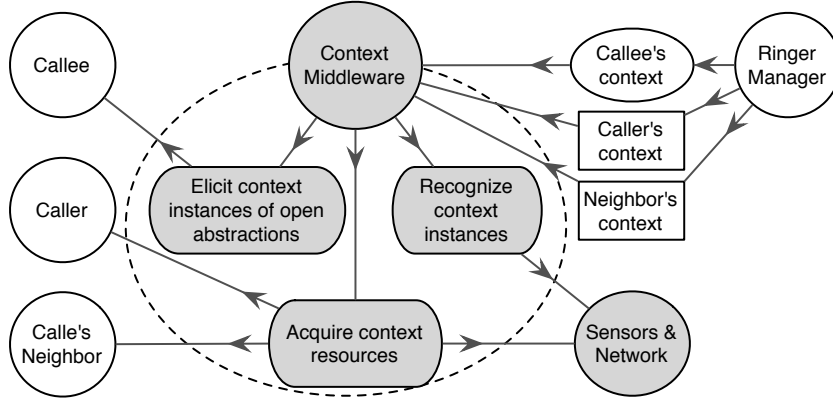 Callee
Context
Middleware
Callee's
context
Ringer
Manager
Caller's
context
Elicit context
instances of open
abstractions
Recognize
context
instances
Neighbor's
context
Caller
Calle's
Neighbor
Acquire context
resources
Sensors &
Network